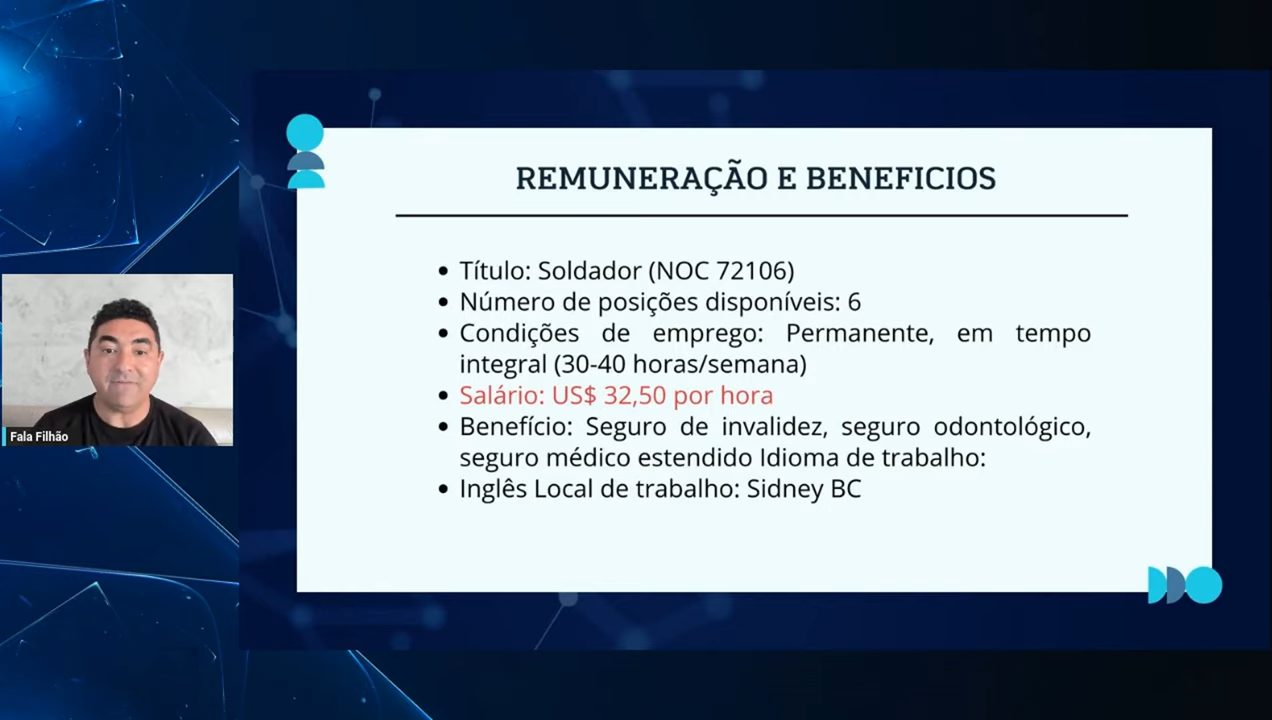 REMUNERAÇÃO E BENEFICIOS
• Título: Soldador (NOC 72106)
• Número de posições disponíveis: 6
• Condições de emprego: Permanente, em tempo
integral (30-40 horas/semana)
• Salário: US$ 32,50 por hora
• Benefício: Seguro de invalidez, seguro odontológico,
seguro médico estendido Idioma de trabalho:
• Inglês Local de trabalho: Sidney BC
Fala Filhão